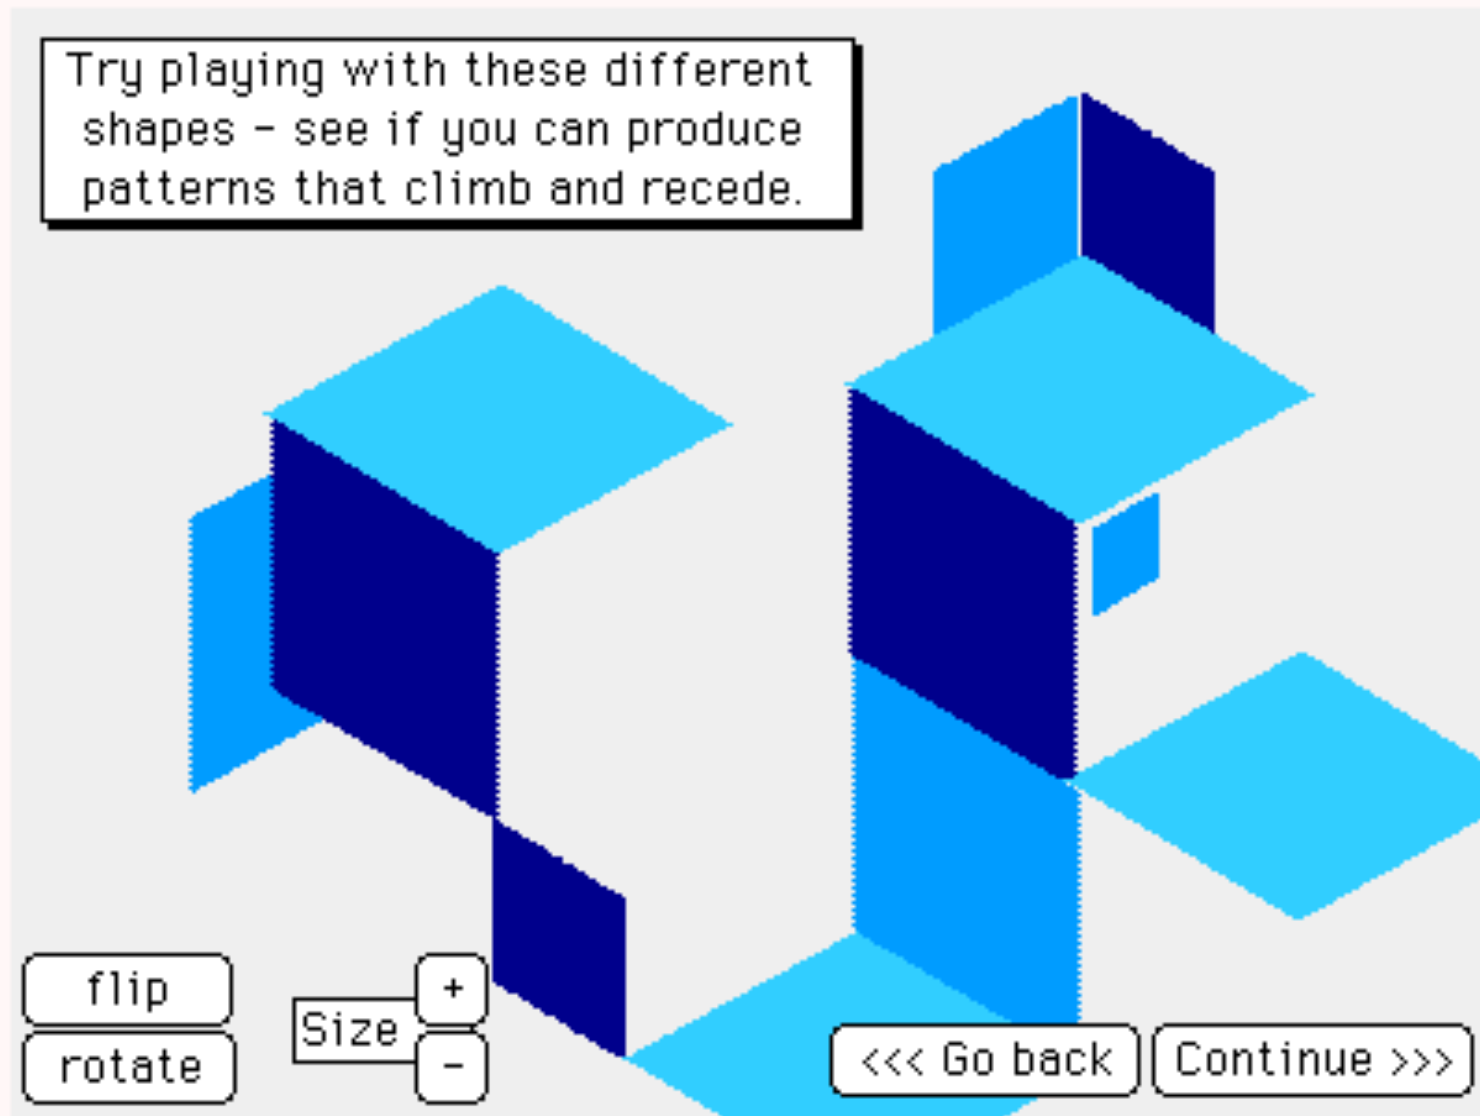 Try playing with these different
shapes - see if you can produce
patterns that climb and recede.
flip
rotate
Size
+
-
<<< Go back
Continue >>>